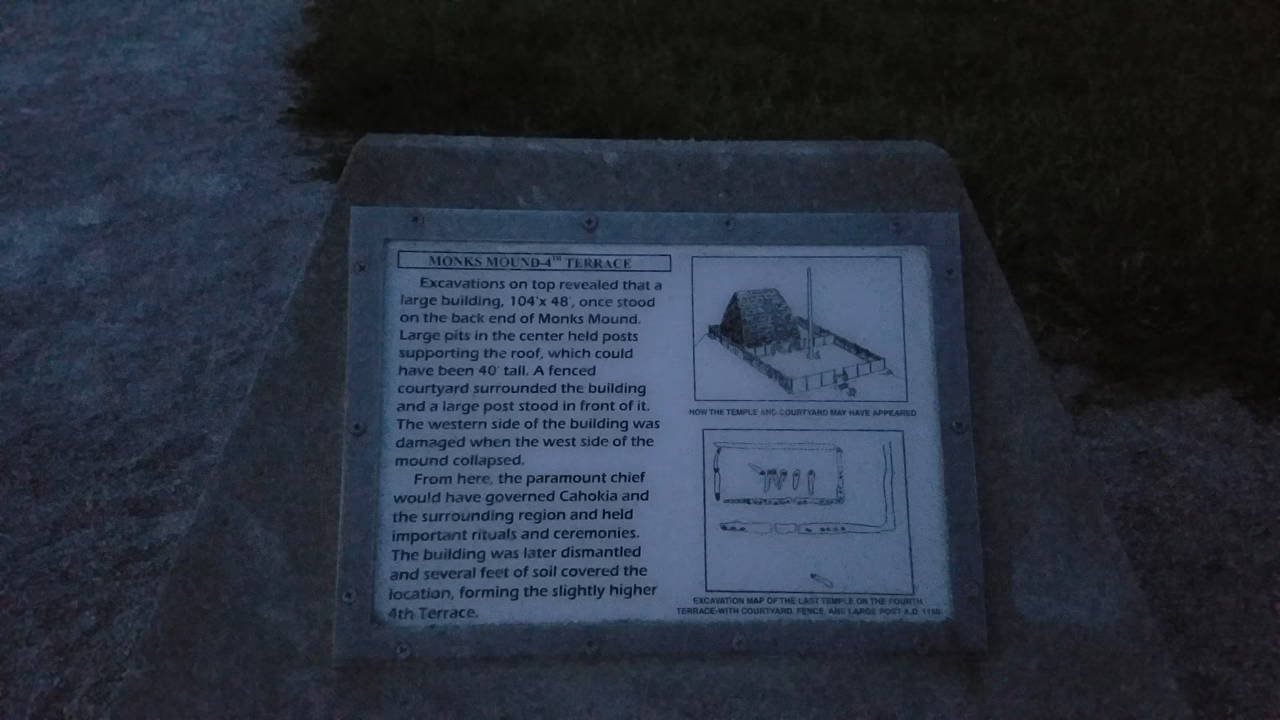 MONKS MOUND-4TH TERRACE
Excavations on top revealed that a
large building, 104'x 48', once stood
on the back end of Monks Mound.
Large pits in the center held posts
supporting the roof, which could
have been 40' tall. A fenced
courtyard surrounded the building
and a large post stood in front of it.
The western side of the building was
damaged when the west side of the
mound collapsed.
From here, the paramount chief
would have governed Cahokia and
the surrounding region and held
important rituals and ceremonies.
The building was later dismantled
and several feet of soil covered the
location, forming the slightly higher
4th Terrace.
HOW THE TEMPLE AND COURTYARD MAY HAVE APPEARED
EXCAVATION MAP OF THE LAST TEMPLE ON THE FOURTH
TERRACE-WITH COURTYARD, FENCE, AND LARGE POST A.D.